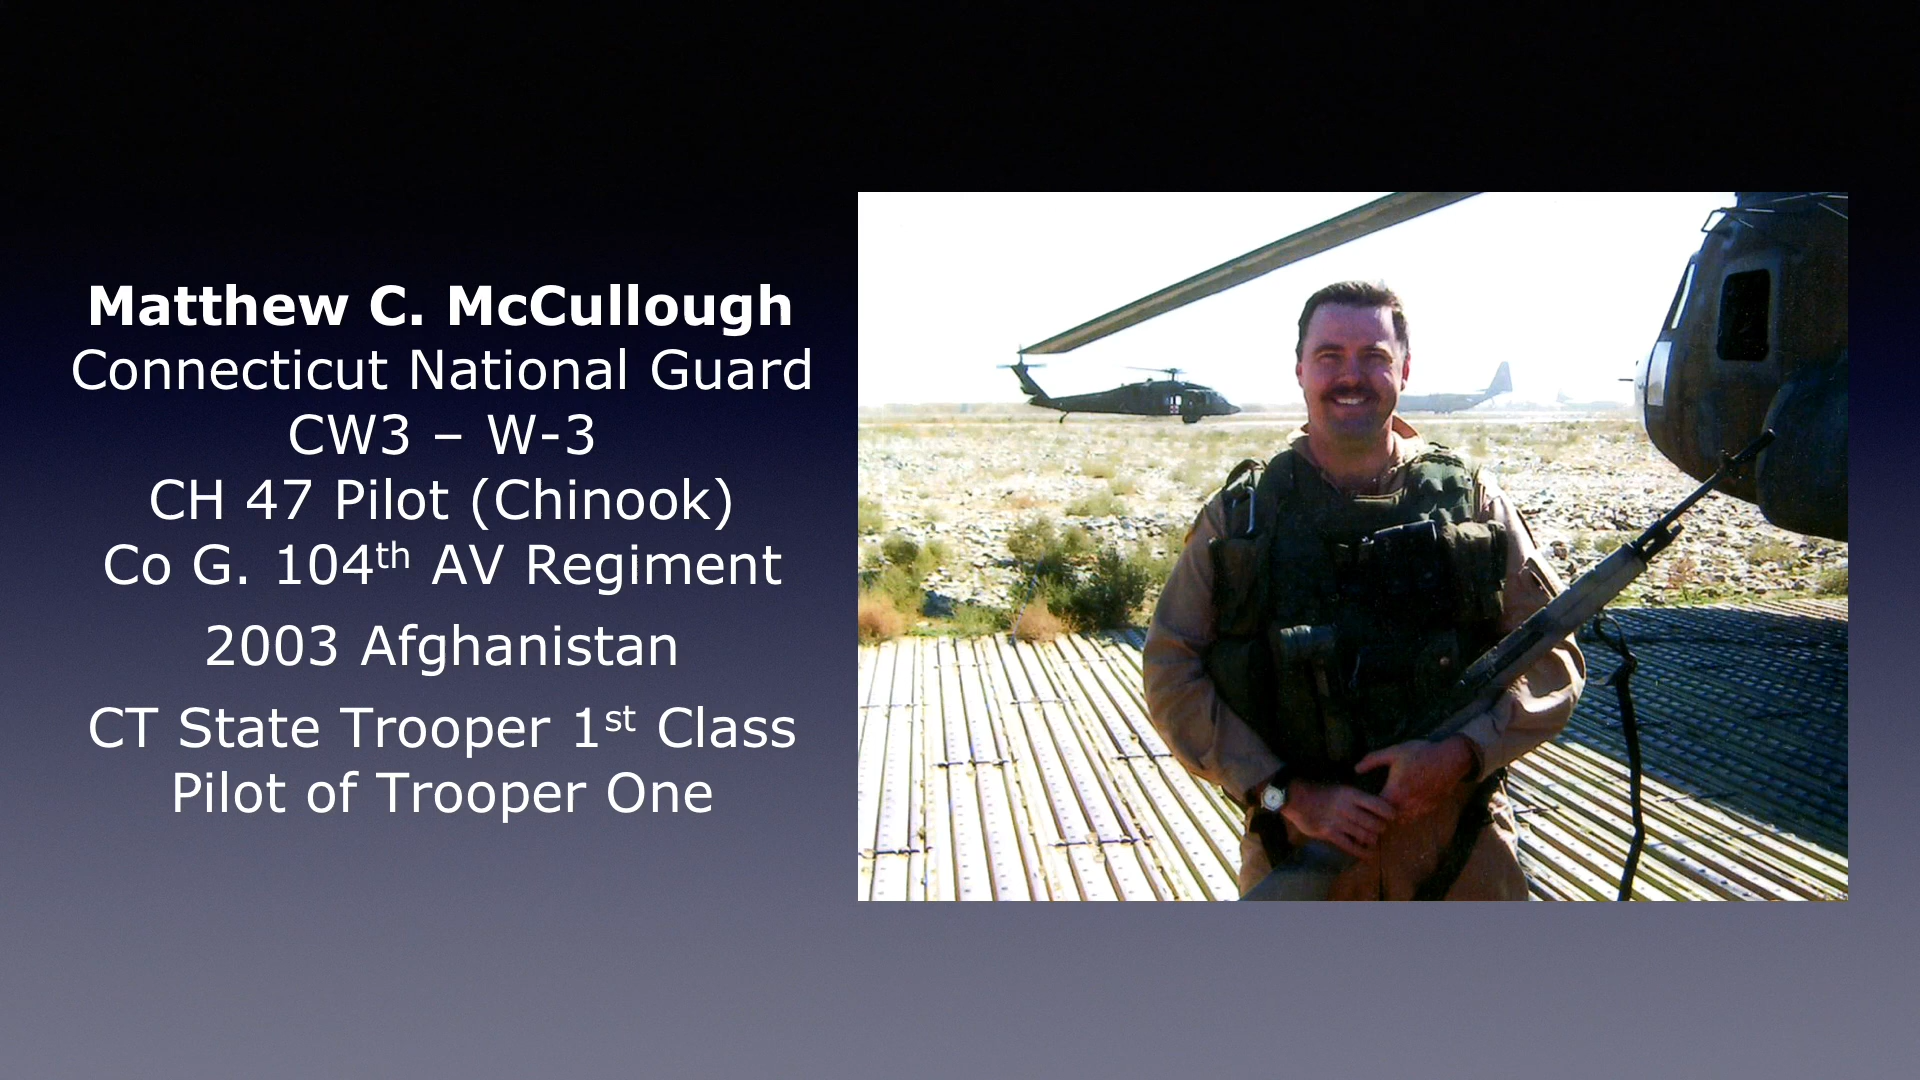 Matthew C. McCullough
Connecticut National Guard
CW3 – W-3
CH 47 Pilot (Chinook)
Co G. 104th AV Regiment
2003 Afghanistan
CT State Trooper 1st Class
Pilot of Trooper One